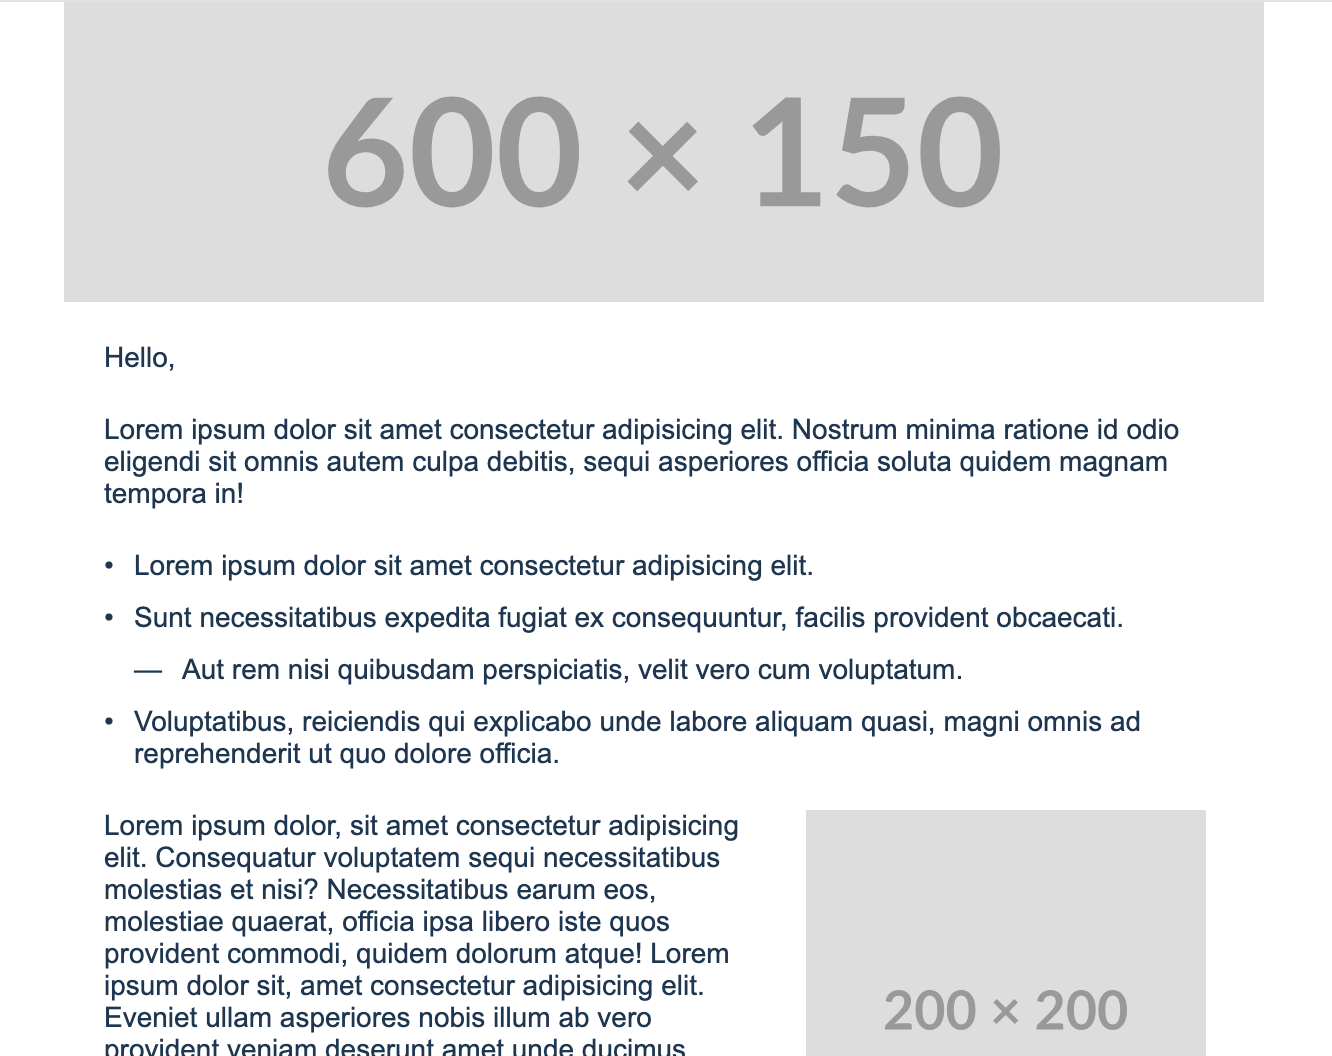 600 × 150
Hello,
Lorem ipsum dolor sit amet consectetur adipisicing elit. Nostrum minima ratione id odio
eligendi sit omnis autem culpa debitis, sequi asperiores officia soluta quidem magnam
tempora in!
• Lorem ipsum dolor sit amet consectetur adipisicing elit.
• Sunt necessitatibus expedita fugiat ex consequuntur, facilis provident obcaecati.
— Aut rem nisi quibusdam perspiciatis, velit vero cum voluptatum.
• Voluptatibus, reiciendis qui explicabo unde labore aliquam quasi, magni omnis ad
reprehenderit ut quo dolore officia.
Lorem ipsum dolor, sit amet consectetur adipisicing
elit. Consequatur voluptatem sequi necessitatibus
molestias et nisi? Necessitatibus earum eos,
molestiae quaerat, officia ipsa libero iste quos
provident commodi, quidem dolorum atque! Lorem
ipsum dolor sit, amet consectetur adipisicing elit.
Eveniet ullam asperiores nobis illum ab vero
provident veniam deserunt amet unde ducimus
200 × 200